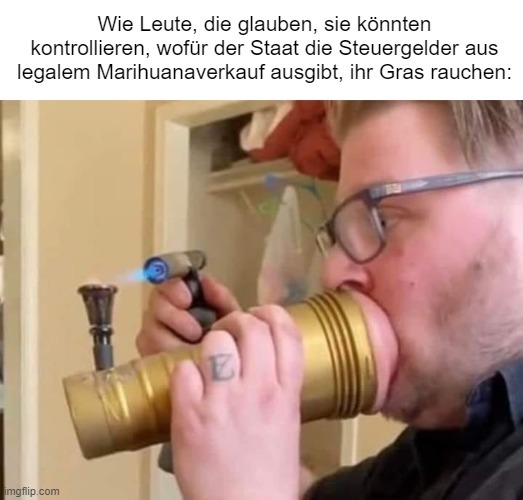 Wie Leute, die glauben, sie könnten
kontrollieren, wofür der Staat die Steuergelder aus
legalem Marihuanaverkauf ausgibt, ihr Gras rauchen:
imgflip.com